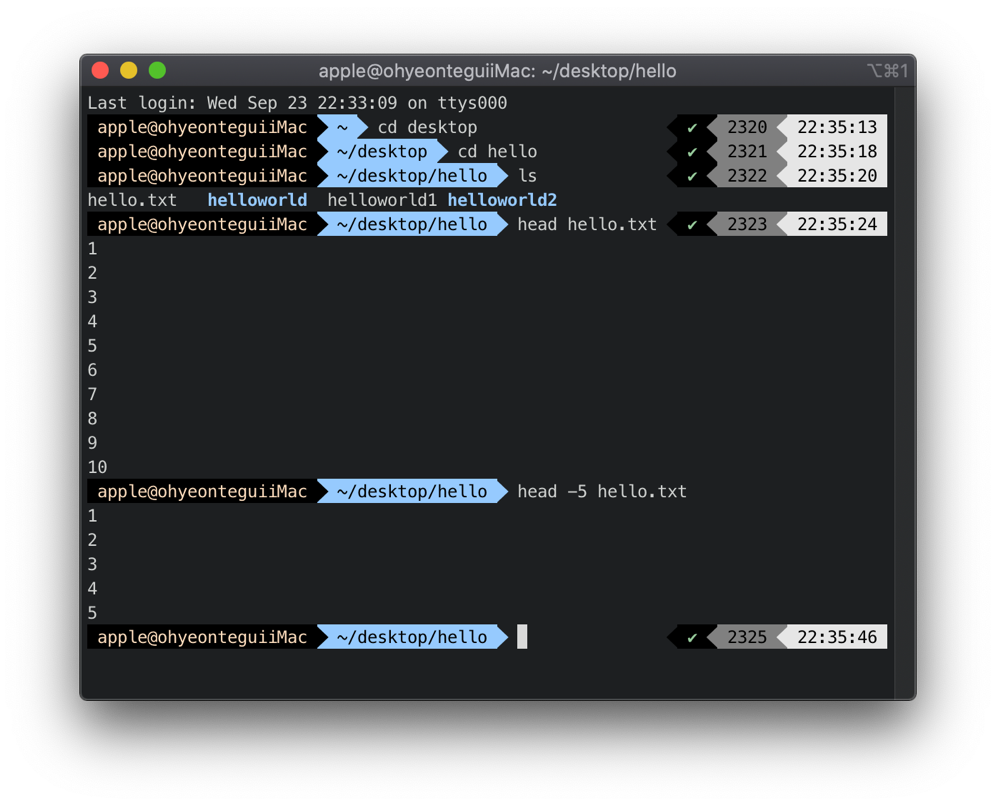 apple@ohyeonteguiiMac: ~/desktop/hello ⌥⌘1
Last login: Wed Sep 23 22:33:09 on ttys000
apple@ohyeonteguiiMac ~ cd desktop ✔ 2320 22:35:13
apple@ohyeonteguiiMac ~/desktop cd hello ✔ 2321 22:35:18
apple@ohyeonteguiiMac ~/desktop/hello ls ✔ 2322 22:35:20
hello.txt helloworld helloworld1 helloworld2
apple@ohyeonteguiiMac ~/desktop/hello head hello.txt ✔ 2323 22:35:24
1
2
3
4
5
6
7
8
9
10
apple@ohyeonteguiiMac ~/desktop/hello head -5 hello.txt
1
2
3
4
5
apple@ohyeonteguiiMac ~/desktop/hello ✔ 2325 22:35:46